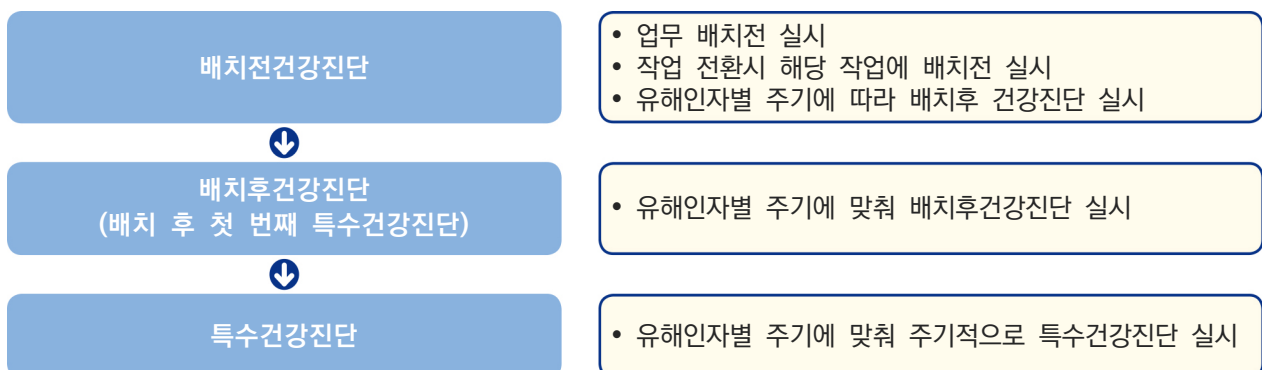 배치전건강진단
• 업무 배치전 실시
• 작업 전환시 해당 작업에 배치전 실시
• 유해인자별 주기에 따라 배치후 건강진단 실시
배치후건강진단
(배치 후 첫 번째 특수건강진단)
• 유해인자별 주기에 맞춰 배치후건강진단 실시
특수건강진단
• 유해인자별 주기에 맞춰 주기적으로 특수건강진단 실시